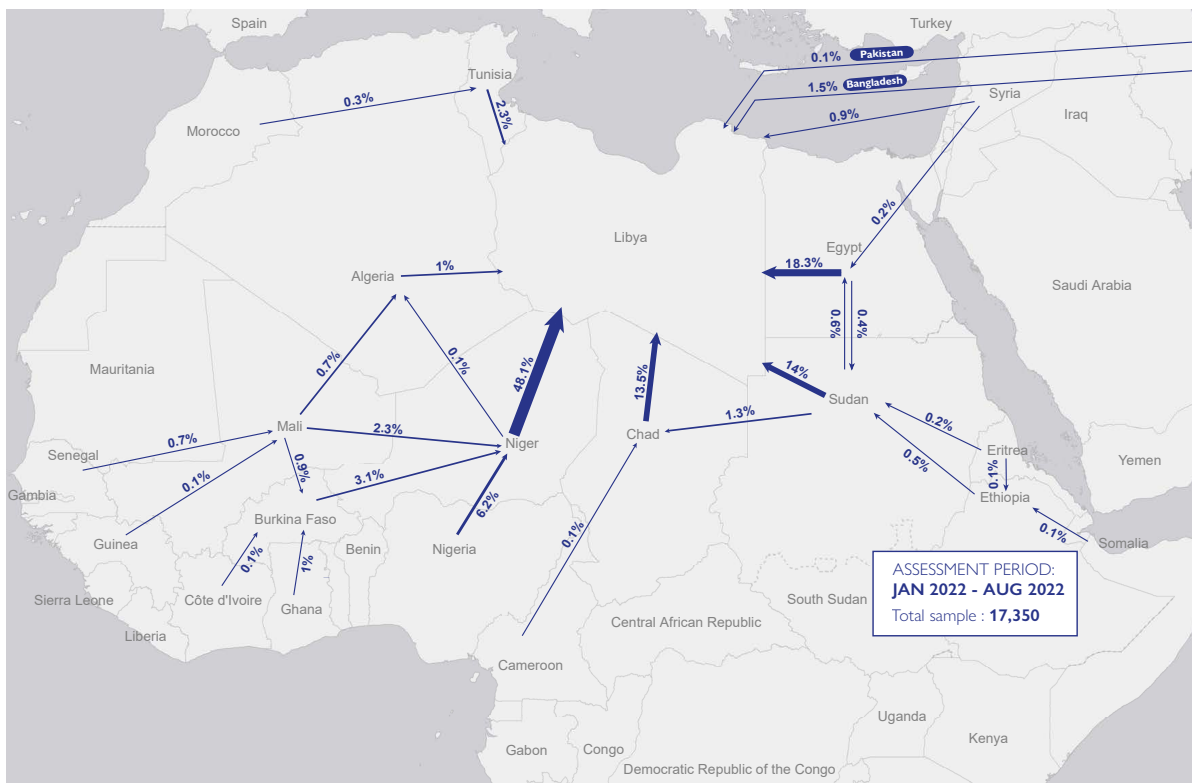 Spain
Turkey
0.1%
Pakistan
Tunisia
1.5%
Bangladesh
Syria
0.3%
2.3%
0.9%
Iraq
Morocco
0.2%
Libya
Egypt
18.3%
Algeria
1%
Saudi Arabia
0.6%
0.4%
Mauritania
0.7%
0.1%
48.1%
13.5%
14%
Sudan
1.3%
0.2%
Mali
2.3%
Niger
Chad
Senegal
0.7%
Eritrea
Yemen
0.9%
3.1%
0.5%
0.1%
Gambia
0.1%
6.2%
Ethiopia
Burkina Faso
0.1%
0.1%
Guinea
Benin
Nigeria
Somalia
0.1%
1%
ASSESSMENT PERIOD:
JAN 2022 - AUG 2022
Total sample : 17,350
Sierra Leone
Côte d'Ivoire
Ghana
South Sudan
Liberia
Central African Republic
Cameroon
Uganda
Kenya
Gabon
Congo
Democratic Republic of the Congo